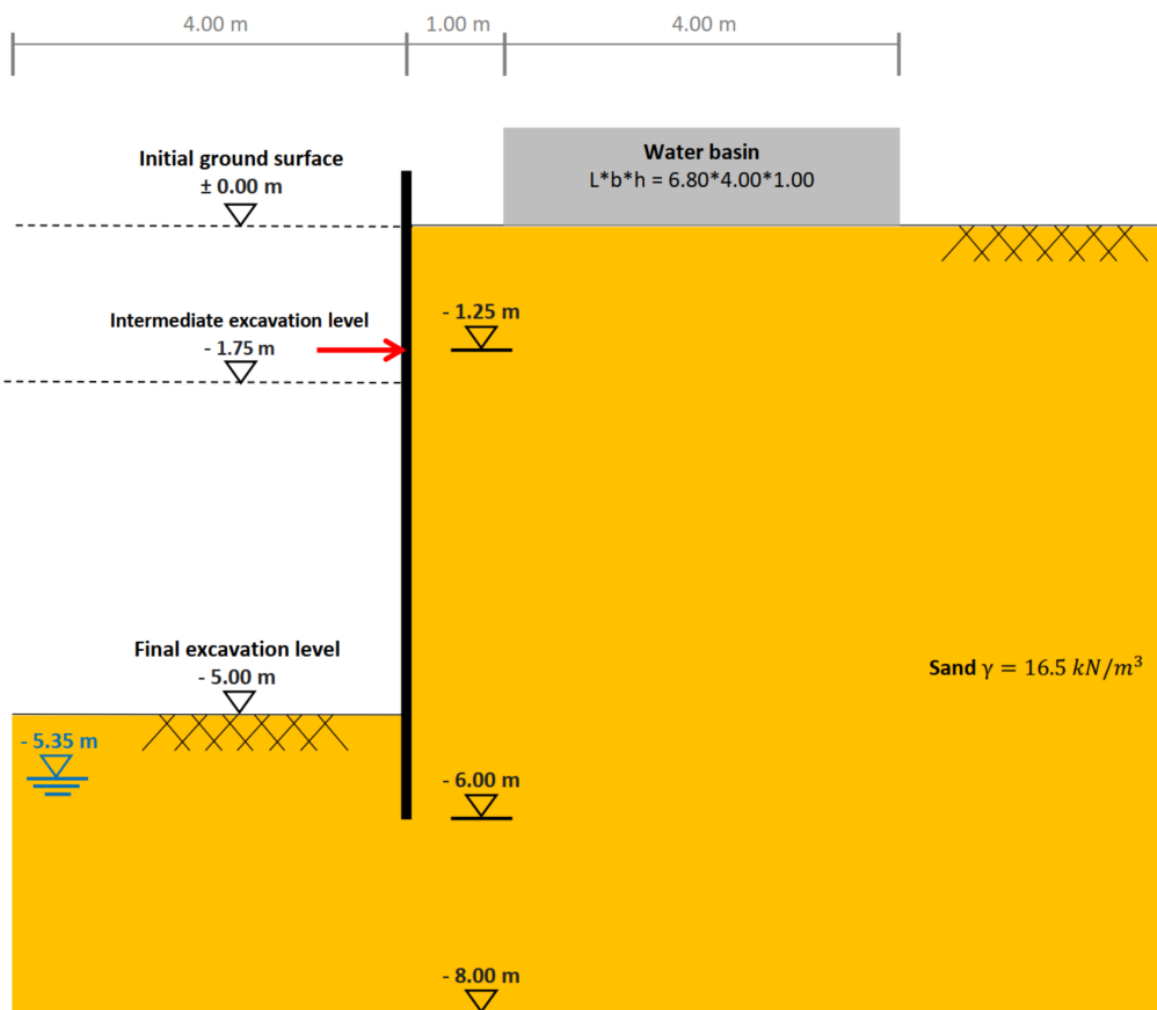 4.00 m
1.00 m
4.00 m
Initial ground surface
± 0.00 m
Water basin
L*b*h = 6.80*4.00*1.00
Intermediate excavation level
- 1.75 m
- 1.25 m
Final excavation level
- 5.00 m
Sand γ = 16.5 kN/m³
- 5.35 m
- 6.00 m
- 8.00 m